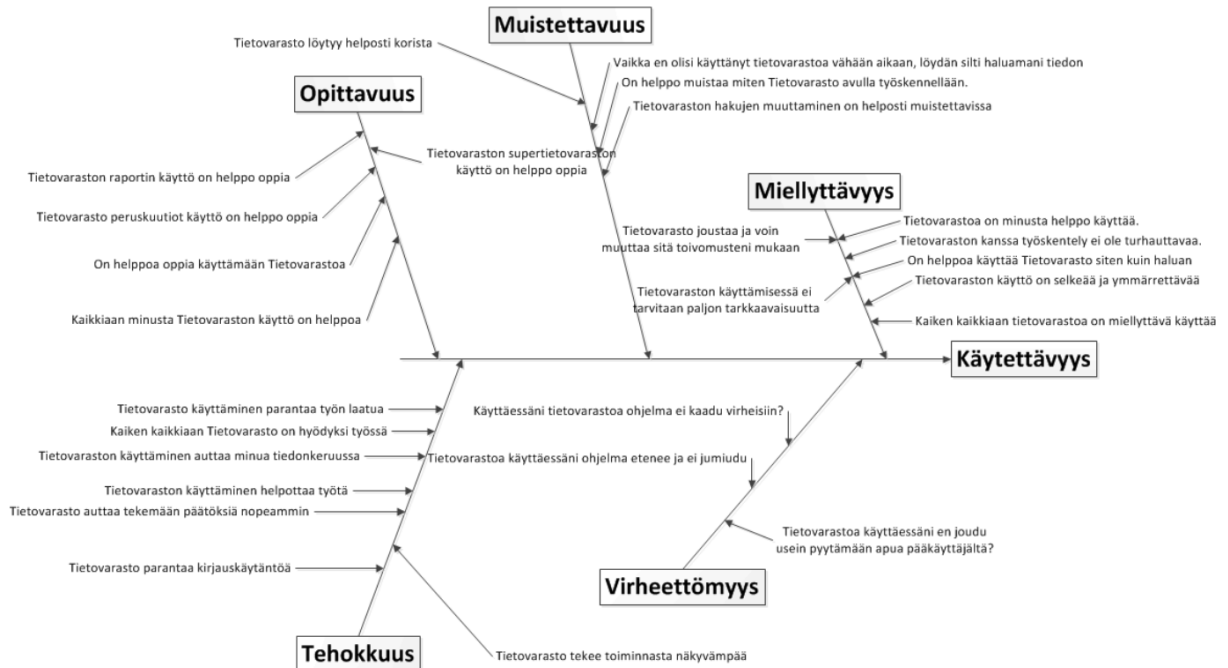 Muistettavuus
Tietovarasto löytyy helposti korista
Vaikka en olisi käyttänyt tietovarastoa vähään aikaan, löydän silti haluamani tiedon
On helppo muistaa miten Tietovarasto avulla työskennellään.
Tietovaraston hakujen muuttaminen on helposti muistettavissa
Opittavuus
Tietovaraston supertietovaraston
käyttö on helppo oppia
Tietovaraston raportin käyttö on helppo oppia
Tietovarasto peruskuutiot käyttö on helppo oppia
On helppoa oppia käyttämään Tietovarastoa
Kaikkiaan minusta Tietovaraston käyttö on helppoa
Miellyttävyys
Tietovarasto joustaa ja voin
muuttaa sitä toivomusteni mukaan
Tietovaraston käyttämisessä ei
tarvitaan paljon tarkkaavaisuutta
Tietovarastoa on minusta helppo käyttää.
Tietovaraston kanssa työskentely ei ole turhauttavaa.
On helppoa käyttää Tietovarasto siten kuin haluan
Tietovaraston käyttö on selkeää ja ymmärrettävää
Kaiken kaikkiaan tietovarastoa on miellyttävä käyttää
Käytettävyys
Tietovarasto käyttäminen parantaa työn laatua
Kaiken kaikkiaan Tietovarasto on hyödyksi työssä
Tietovaraston käyttäminen auttaa minua tiedonkeruussa
Tietovaraston käyttäminen helpottaa työtä
Tietovarasto auttaa tekemään päätöksiä nopeammin
Tietovarasto parantaa kirjauskäytäntöä
Tietovarasto tekee toiminnasta näkyvämpää
Tehokkuus
Käyttäessäni tietovarastoa ohjelma ei kaadu virheisiin?
Tietovarastoa käyttäessäni ohjelma etenee ja ei jumiudu
Tietovarastoa käyttäessäni en joudu
usein pyytämään apua pääkäyttäjältä?
Virheettömyys